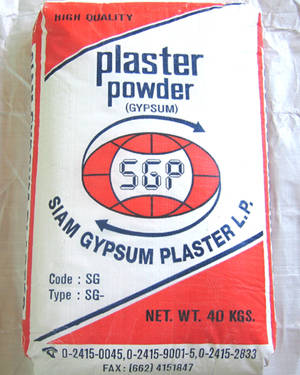 HIGH QUALITY
plaster
powder
(GYPSUM)
SGP
SIAM GYPSUM PLASTER L.P.
Code : SG
Type : SG-
NET. WT. 40 KGS.
0-2415-0045, 0-2415-9001-5, 0-2415-2833
FAX : (662) 4151847